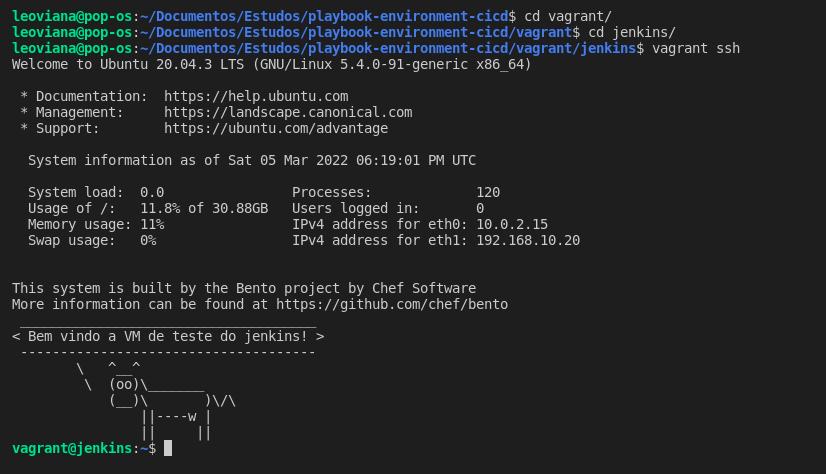 leoviana@pop-os:~/Documentos/Estudos/playbook-environment-cicd$ cd vagrant/
leoviana@pop-os:~/Documentos/Estudos/playbook-environment-cicd/vagrant$ cd jenkins/
leoviana@pop-os:~/Documentos/Estudos/playbook-environment-cicd/vagrant/jenkins$ vagrant ssh
Welcome to Ubuntu 20.04.3 LTS (GNU/Linux 5.4.0-91-generic x86_64)

 * Documentation:  https://help.ubuntu.com
 * Management:     https://landscape.canonical.com
 * Support:        https://ubuntu.com/advantage

  System information as of Sat 05 Mar 2022 06:19:01 PM UTC

  System load:  0.0                Processes:             120
  Usage of /:   11.8% of 30.88GB   Users logged in:       0
  Memory usage: 11%                IPv4 address for eth0: 10.0.2.15
  Swap usage:   0%                 IPv4 address for eth1: 192.168.10.20


This system is built by the Bento project by Chef Software
More information can be found at https://github.com/chef/bento
 _____________________________________
< Bem vindo a VM de teste do jenkins! >
 -------------------------------------
        \   ^__^
         \  (oo)\_______
            (__)\       )\/\
                ||----w |
                ||     ||
vagrant@jenkins:~$